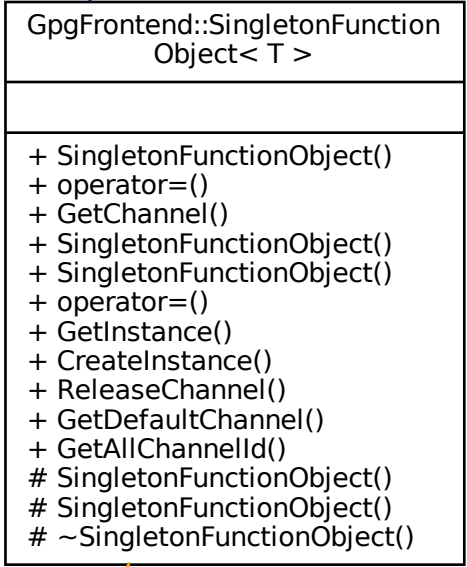 GpgFrontend::SingletonFunction
Object< T >
+ SingletonFunctionObject()
+ operator=()
+ GetChannel()
+ SingletonFunctionObject()
+ SingletonFunctionObject()
+ operator=()
+ GetInstance()
+ CreateInstance()
+ ReleaseChannel()
+ GetDefaultChannel()
+ GetAllChannelId()
# SingletonFunctionObject()
# SingletonFunctionObject()
# ~SingletonFunctionObject()